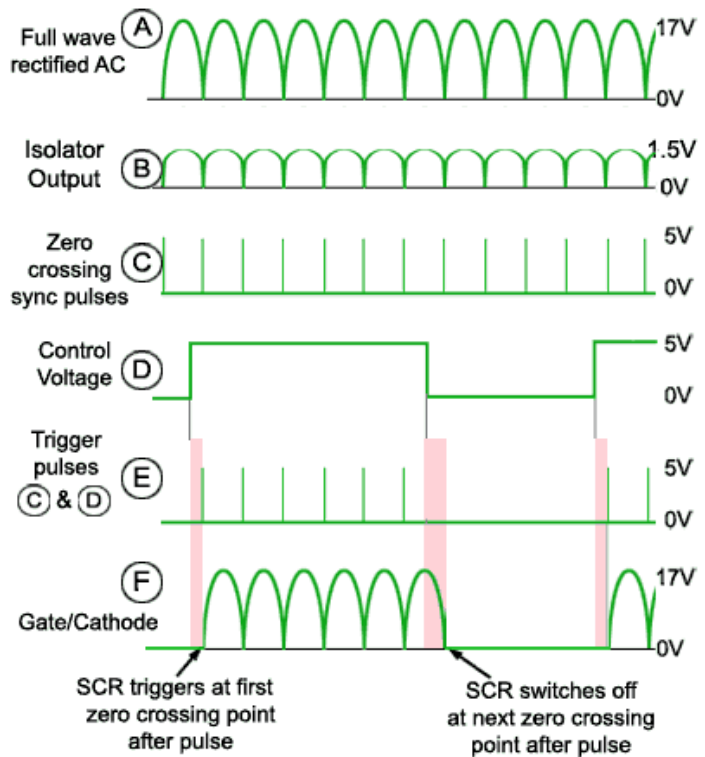 Full wave
rectified AC
A
17V
0V
Isolator
Output
B
1.5V
0V
Zero
crossing
sync pulses
C
5V
0V
Control
Voltage
D
5V
0V
Trigger
pulses
C & D
E
5V
0V
F
Gate/Cathode
17V
0V
SCR triggers at first
zero crossing point
after pulse
SCR switches off
at next zero crossing
point after pulse